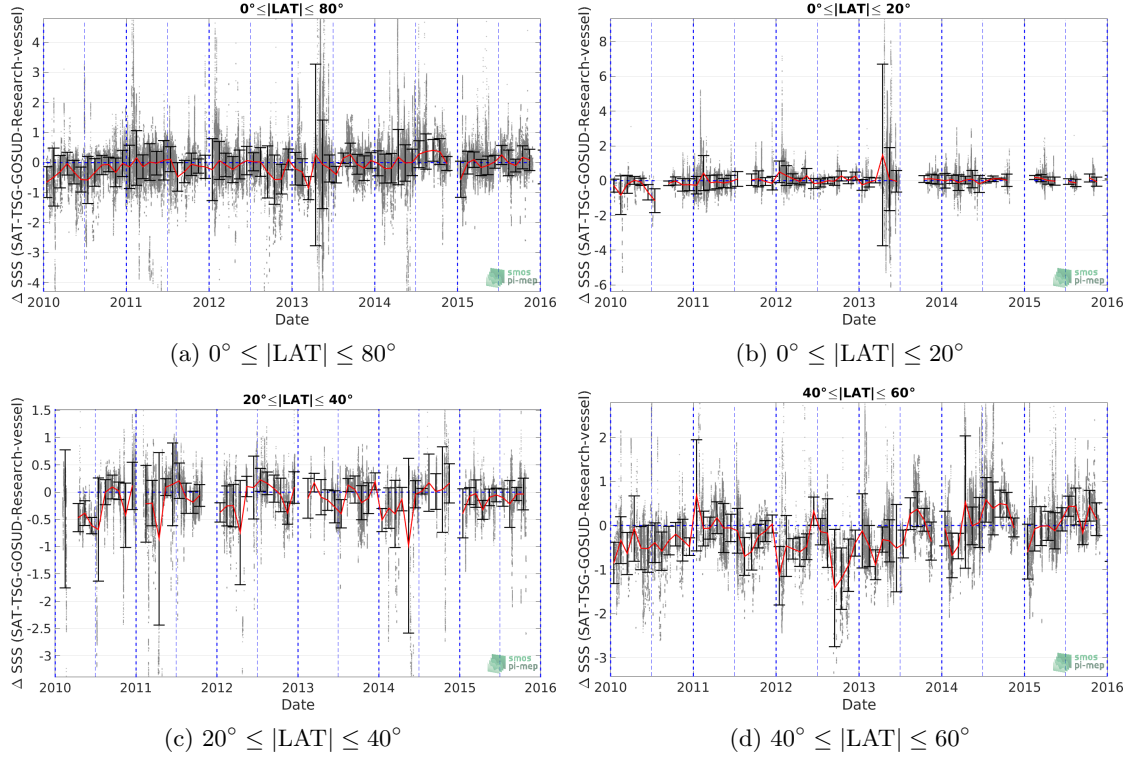 0°≤|LAT|≤ 80°
Δ SSS (SAT-TSG-GOSUD-Research-vessel)
4
3
2
1
0
-1
-2
-3
-4
smos
pi-mep
2010 2011 2012 2013 2014 2015 2016
Date
(a) 0° ≤ |LAT| ≤ 80°
0°≤|LAT|≤ 20°
Δ SSS (SAT-TSG-GOSUD-Research-vessel)
8
6
4
2
0
-2
-4
-6
smos
pi-mep
2010 2011 2012 2013 2014 2015 2016
Date
(b) 0° ≤ |LAT| ≤ 20°
20°≤|LAT|≤ 40°
Δ SSS (SAT-TSG-GOSUD-Research-vessel)
1.5
1
0.5
0
-0.5
-1
-1.5
-2
-2.5
-3
smos
pi-mep
2010 2011 2012 2013 2014 2015 2016
Date
(c) 20° ≤ |LAT| ≤ 40°
40°≤|LAT|≤ 60°
Δ SSS (SAT-TSG-GOSUD-Research-vessel)
2
1
0
-1
-2
-3
smos
pi-mep
2010 2011 2012 2013 2014 2015 2016
Date
(d) 40° ≤ |LAT| ≤ 60°